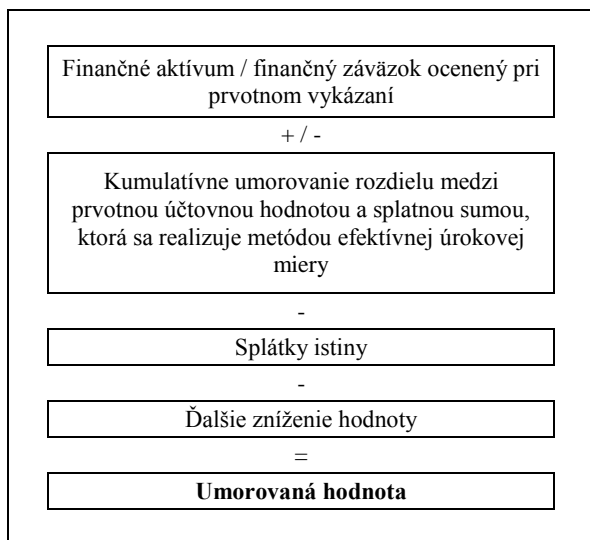 Finančné aktívum / finančný záväzok ocenený pri
prvotnom vykázaní
+ / -
Kumulatívne umorovanie rozdielu medzi
prvotnou účtovnou hodnotou a splatnou sumou,
ktorá sa realizuje metódou efektívnej úrokovej
miery
-
Splátky istiny
-
Ďalšie zníženie hodnoty
=
Umorovaná hodnota